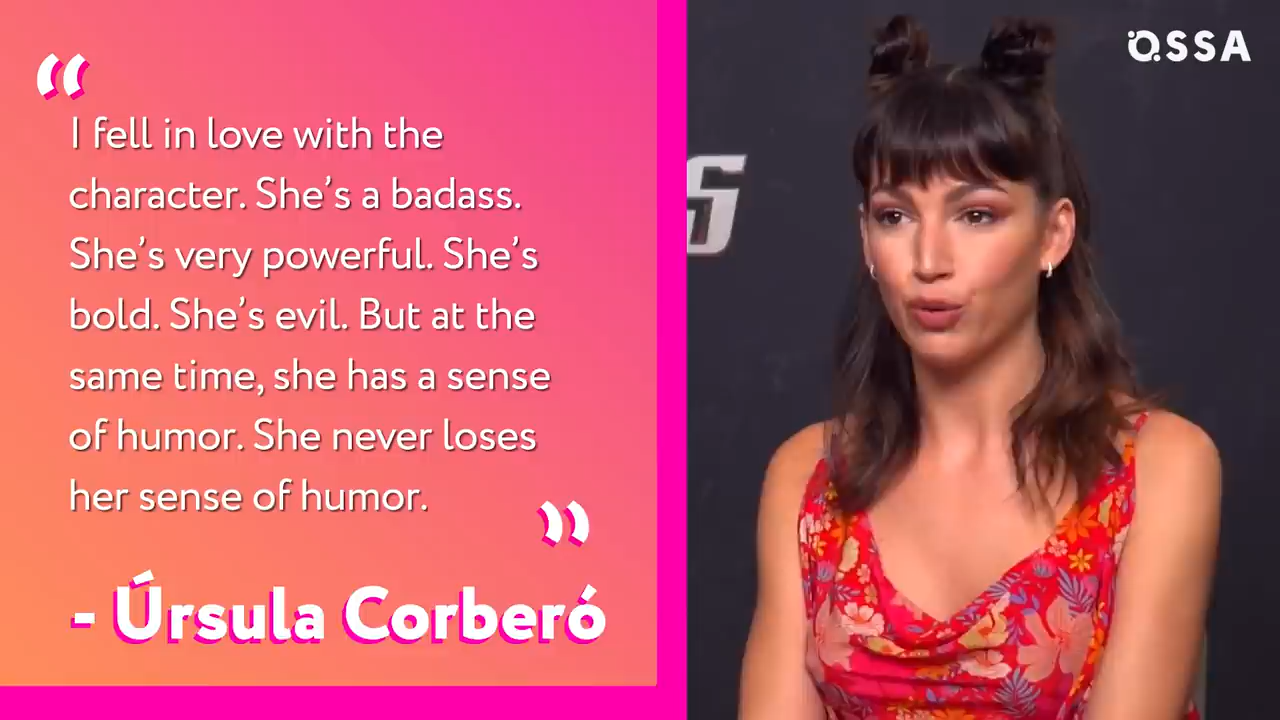 “
I fell in love with the
character. She’s a badass.
She’s very powerful. She’s
bold. She’s evil. But at the
same time, she has a sense
of humor. She never loses
her sense of humor.
”
- Úrsula Corberó
OSSA